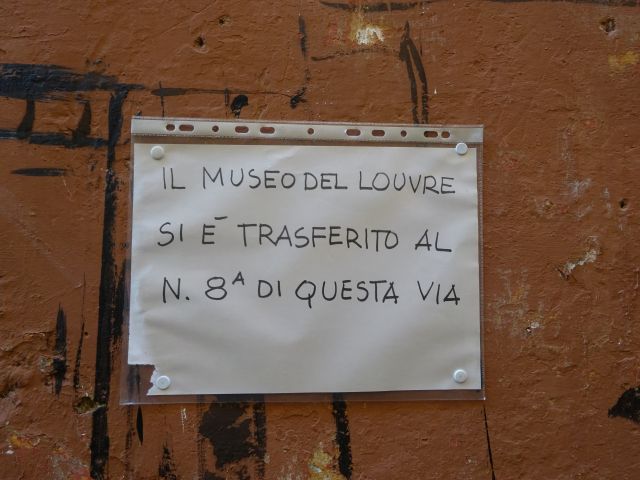 IL MUSEO DEL LOUVRE
SI È TRASFERITO AL
N. 8ᴬ DI QUESTA VIA